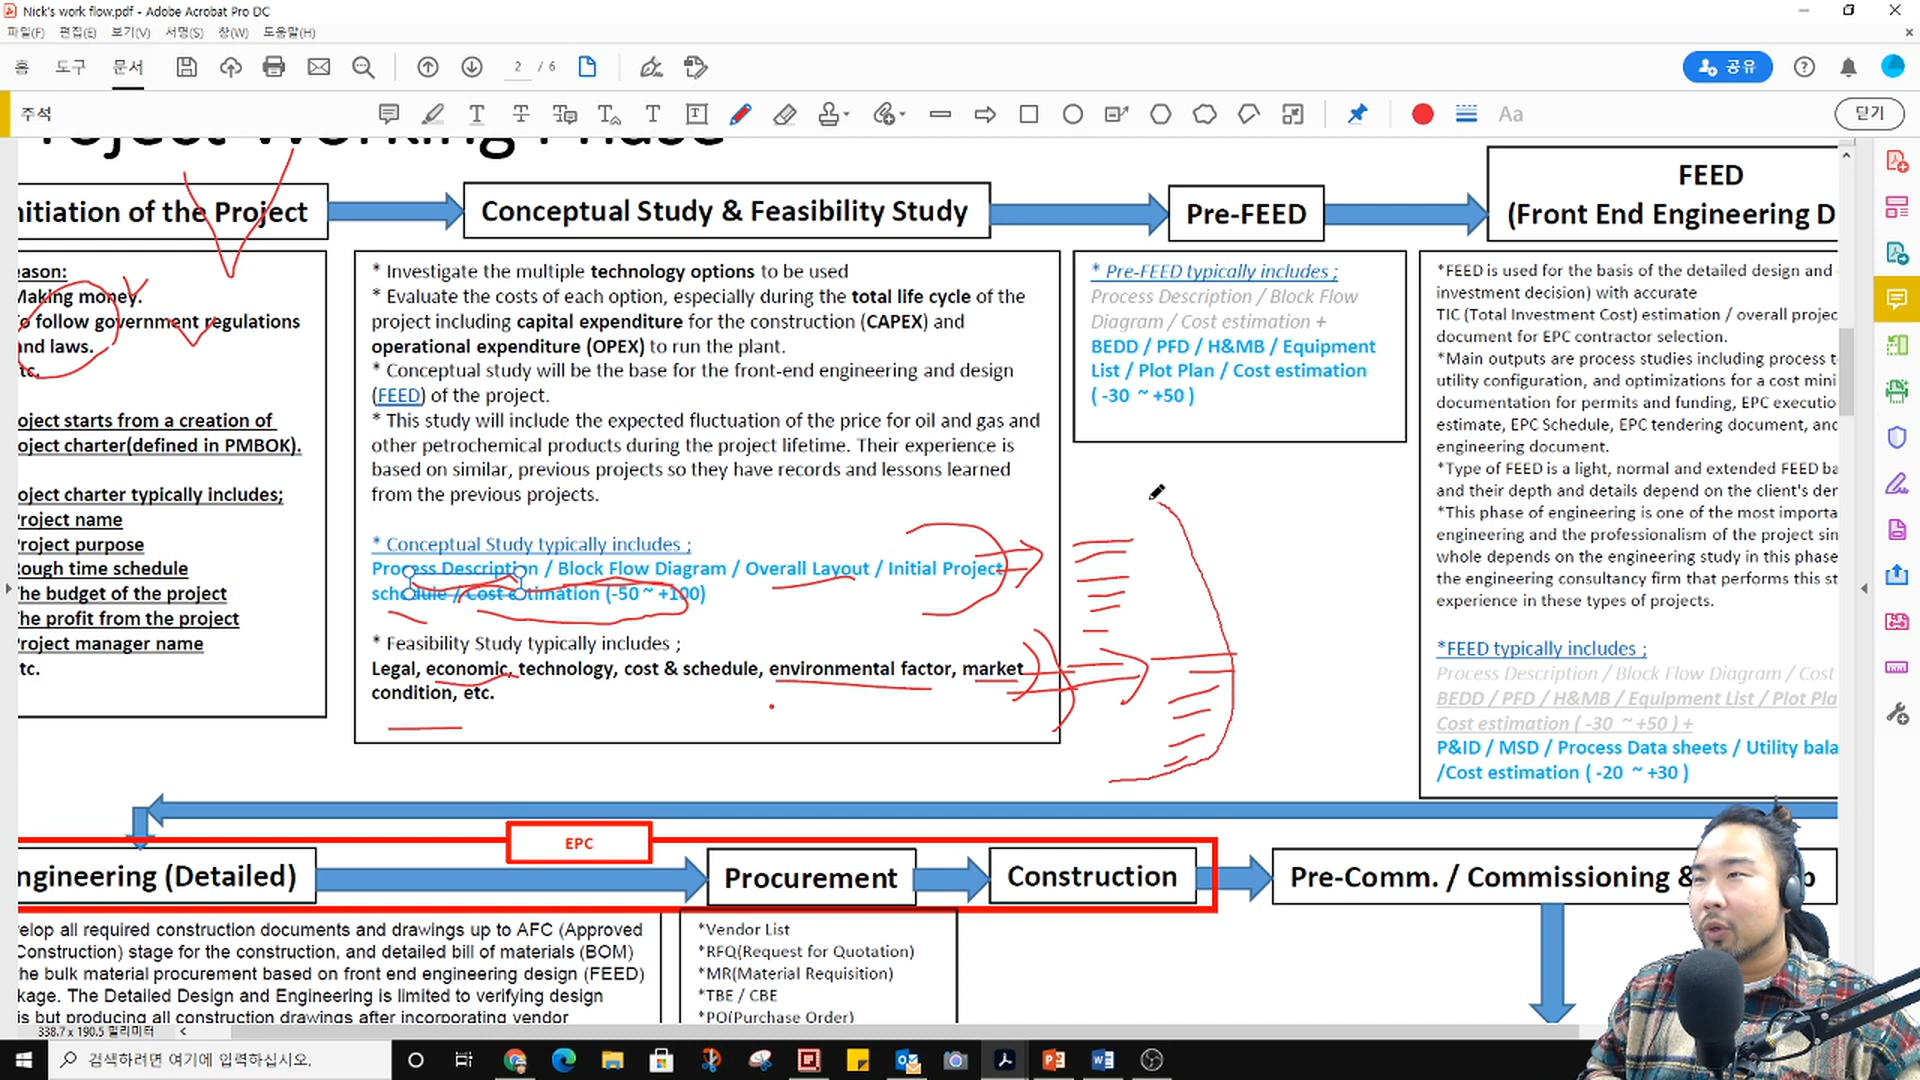 Nick's work flow.pdf - Adobe Acrobat Pro DC
파일(F) 편집(E) 보기(V) 서명(S) 창(W) 도움말(H)
홈 도구 문서 2 / 6 공유
주석 Aa 닫기
roject Working Phase
nitiation of the Project
Conceptual Study & Feasibility Study
Pre-FEED
FEED
(Front End Engineering D
eason:
Making money.
o follow government regulations
nd laws.
tc.
oject starts from a creation of
oject charter(defined in PMBOK).
oject charter typically includes;
Project name
Project purpose
Rough time schedule
The budget of the project
The profit from the project
Project manager name
tc.
* Investigate the multiple technology options to be used
* Evaluate the costs of each option, especially during the total life cycle of the
project including capital expenditure for the construction (CAPEX) and
operational expenditure (OPEX) to run the plant.
* Conceptual study will be the base for the front-end engineering and design
(FEED) of the project.
* This study will include the expected fluctuation of the price for oil and gas and
other petrochemical products during the project lifetime. Their experience is
based on similar, previous projects so they have records and lessons learned
from the previous projects.
* Conceptual Study typically includes ;
Process Description / Block Flow Diagram / Overall Layout / Initial Project
schedule / Cost estimation (-50 ~ +100)
* Feasibility Study typically includes ;
Legal, economic, technology, cost & schedule, environmental factor, market
condition, etc.
* Pre-FEED typically includes ;
Process Description / Block Flow
Diagram / Cost estimation +
BEDD / PFD / H&MB / Equipment
List / Plot Plan / Cost estimation
( -30 ~ +50 )
*FEED is used for the basis of the detailed design and
investment decision) with accurate
TIC (Total Investment Cost) estimation / overall projec
document for EPC contractor selection.
*Main outputs are process studies including process t
utility configuration, and optimizations for a cost mini
documentation for permits and funding, EPC executio
estimate, EPC Schedule, EPC tendering document, and
engineering document.
*Type of FEED is a light, normal and extended FEED ba
and their depth and details depend on the client's der
*This phase of engineering is one of the most importa
engineering and the professionalism of the project sin
whole depends on the engineering study in this phase
the engineering consultancy firm that performs this st
experience in these types of projects.
*FEED typically includes ;
Process Description / Block Flow Diagram / Cost
BEDD / PFD / H&MB / Equipment List / Plot Pla
Cost estimation ( -30 ~ +50 ) +
P&ID / MSD / Process Data sheets / Utility bala
/Cost estimation ( -20 ~ +30 )
EPC
ngineering (Detailed)
Procurement
Construction
Pre-Comm. / Commissioning &
p
velop all required construction documents and drawings up to AFC (Approved
Construction) stage for the construction, and detailed bill of materials (BOM)
he bulk material procurement based on front end engineering design (FEED)
kage. The Detailed Design and Engineering is limited to verifying design
is but producing all construction drawings after incorporating vendor
*Vendor List
*RFQ(Request for Quotation)
*MR(Material Requisition)
*TBE / CBE
*PO(Purchase Order)
338.7 x 190.5 밀리미터
검색하려면 여기에 입력하십시오.